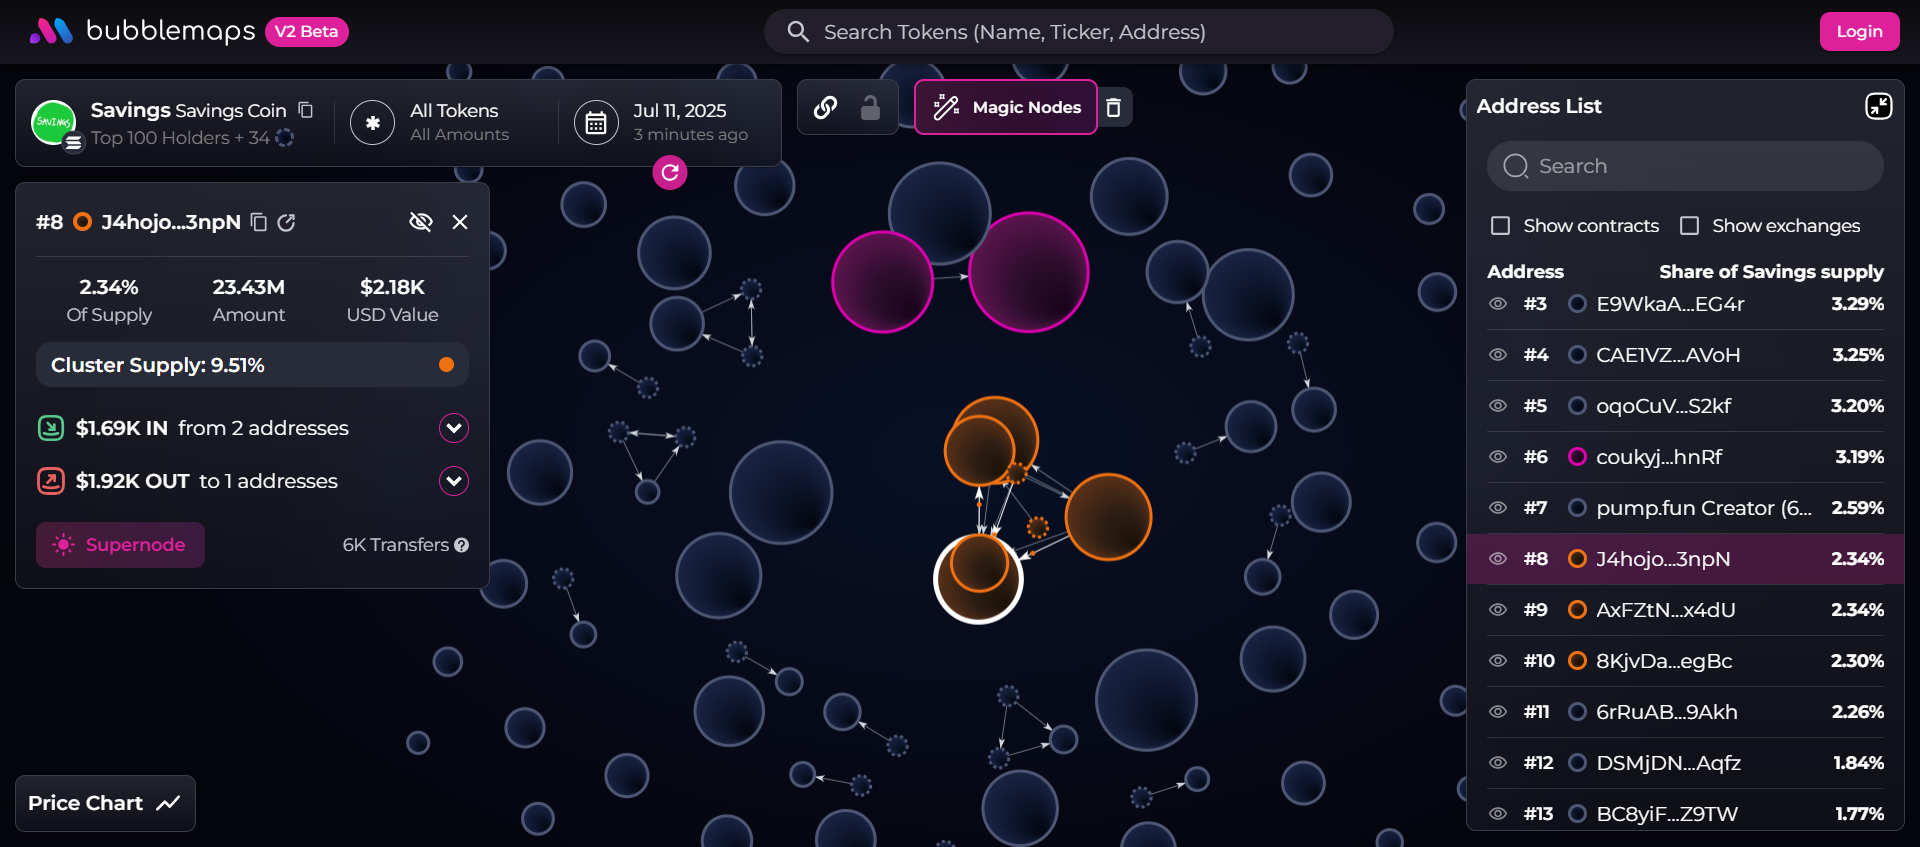 bubblemaps V2 Beta
Search Tokens (Name, Ticker, Address)
Login
SAVINGS
Savings Savings Coin
Top 100 Holders + 34
All Tokens
All Amounts
Jul 11, 2025
3 minutes ago
Magic Nodes
#8 J4hojo...3npN
2.34% 23.43M $2.18K
Of Supply Amount USD Value
Cluster Supply: 9.51%
$1.69K IN from 2 addresses
$1.92K OUT to 1 addresses
Supernode 6K Transfers ?
Price Chart
Address List
Search
Show contracts Show exchanges
Address Share of Savings supply
#3 E9WkaA...EG4r 3.29%
#4 CAE1VZ...AVoH 3.25%
#5 oqoCuV...S2kf 3.20%
#6 coukyj...hnRf 3.19%
#7 pump.fun Creator (6... 2.59%
#8 J4hojo...3npN 2.34%
#9 AxFZtN...x4dU 2.34%
#10 8KjvDa...egBc 2.30%
#11 6rRuAB...9Akh 2.26%
#12 DSMjDN...Aqfz 1.84%
#13 BC8yiF...Z9TW 1.77%